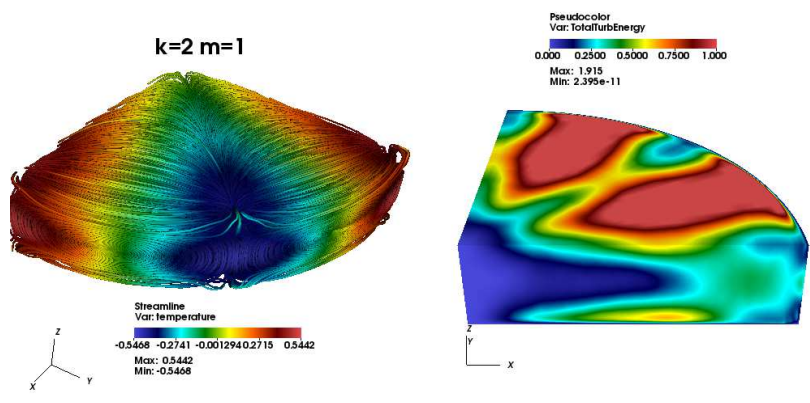 k=2 m=1
Streamline
Var: temperature
-0.5468 -0.2741 -0.001294 0.2715 0.5442
Max: 0.5442
Min: -0.5468
Z
X
Y
Pseudocolor
Var: TotalTurbEnergy
0.000 0.2500 0.5000 0.7500 1.000
Max: 1.915
Min: 2.395e-11
Z
Y
X